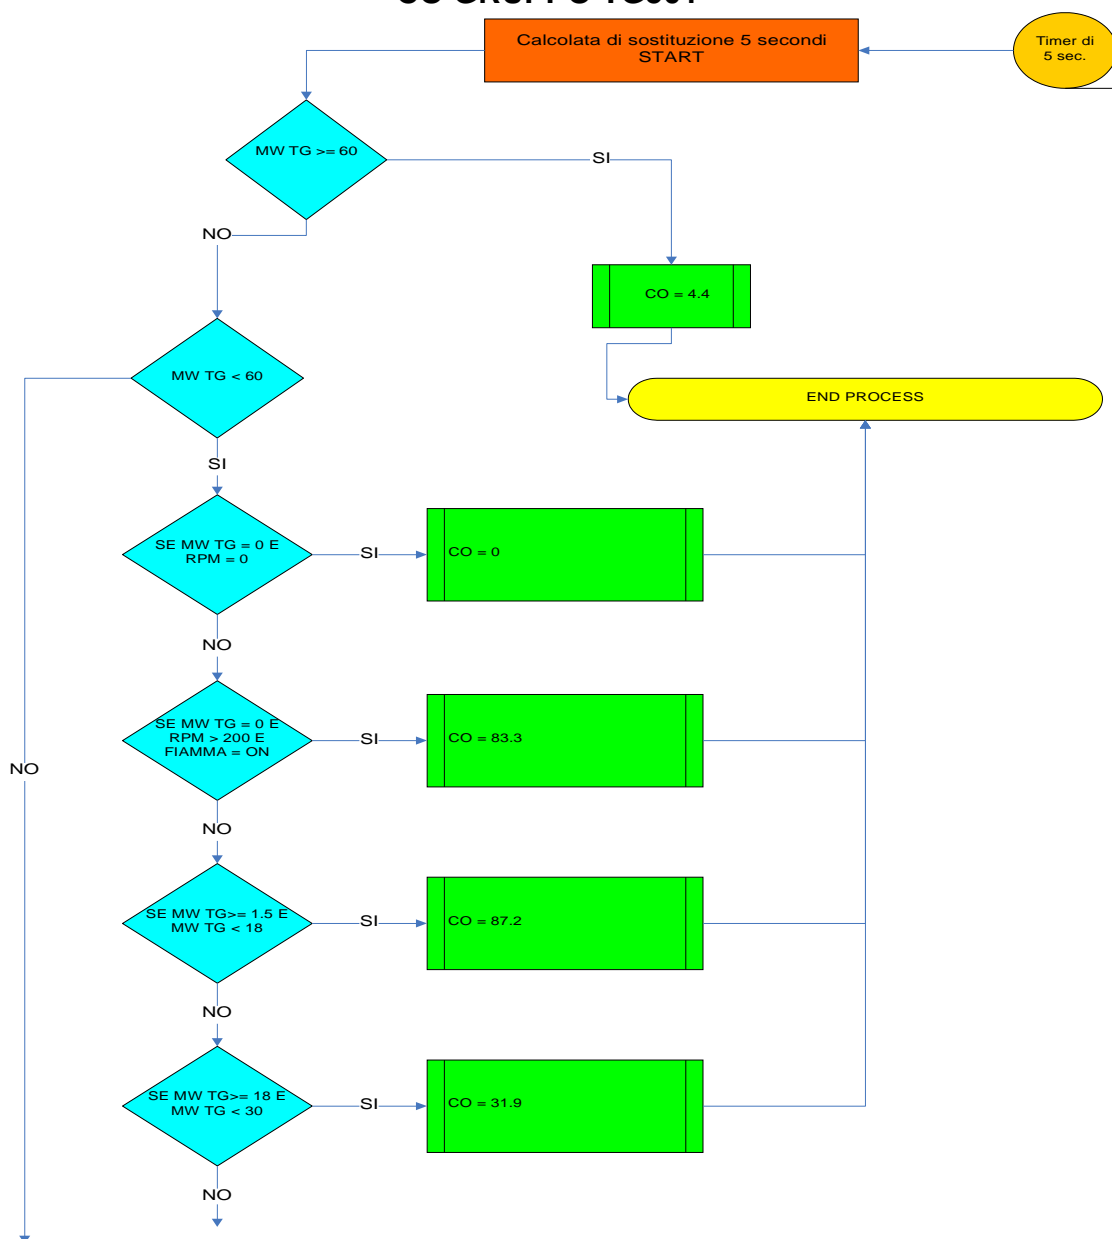 Calcolata di sostituzione 5 secondi
START
Timer di
5 sec.
MW TG >= 60
SI
NO
CO = 4.4
MW TG < 60
END PROCESS
SI
SE MW TG = 0 E
RPM = 0
SI
CO = 0
NO
SE MW TG = 0 E
RPM > 200 E
FIAMMA = ON
SI
CO = 83.3
NO
NO
SE MW TG>= 1.5 E
MW TG < 18
SI
CO = 87.2
NO
SE MW TG>= 18 E
MW TG < 30
SI
CO = 31.9
NO